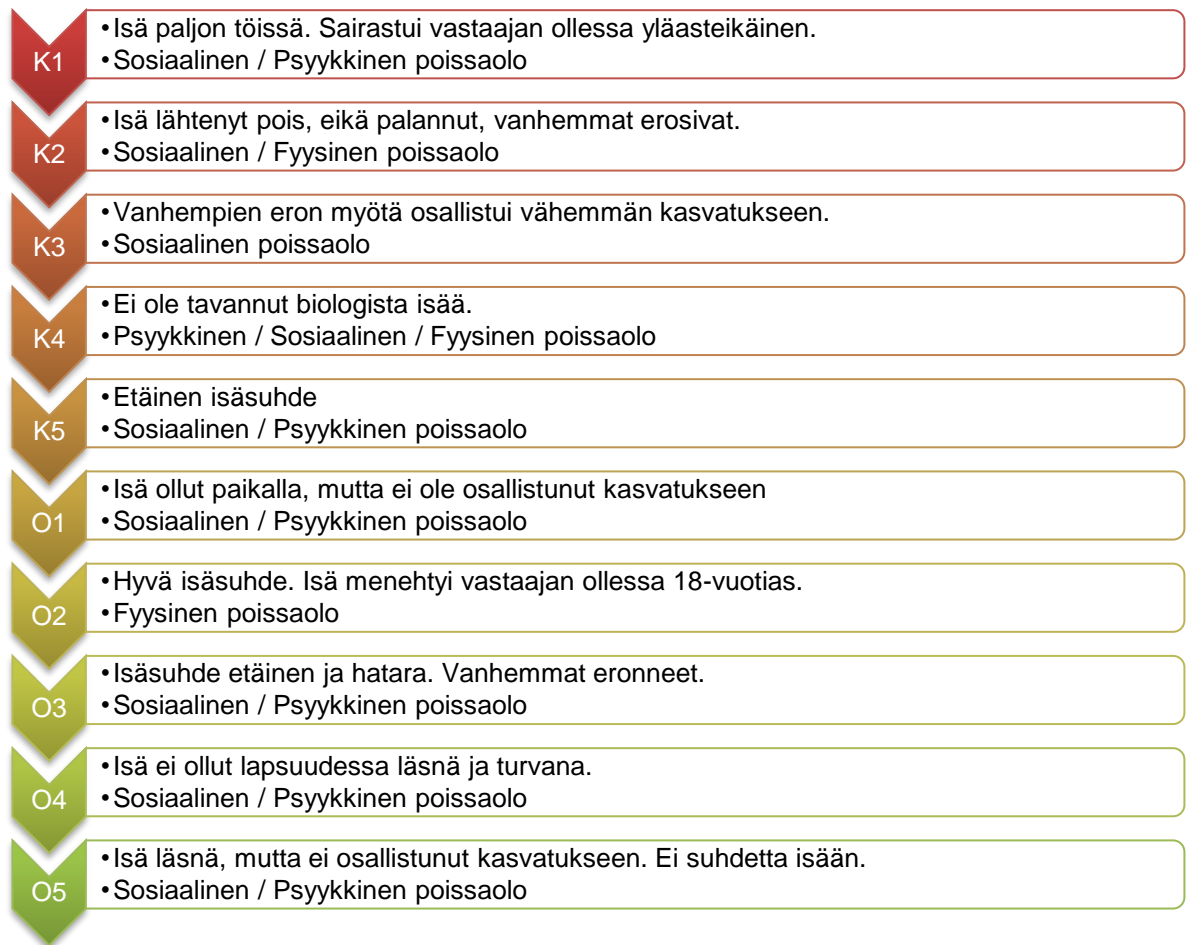 K1
•Isä paljon töissä. Sairastui vastaajan ollessa yläasteikäinen.
•Sosiaalinen / Psyykkinen poissaolo
K2
•Isä lähtenyt pois, eikä palannut, vanhemmat erosivat.
•Sosiaalinen / Fyysinen poissaolo
K3
•Vanhempien eron myötä osallistui vähemmän kasvatukseen.
•Sosiaalinen poissaolo
K4
•Ei ole tavannut biologista isää.
•Psyykkinen / Sosiaalinen / Fyysinen poissaolo
K5
•Etäinen isäsuhde
•Sosiaalinen / Psyykkinen poissaolo
O1
•Isä ollut paikalla, mutta ei ole osallistunut kasvatukseen
•Sosiaalinen / Psyykkinen poissaolo
O2
•Hyvä isäsuhde. Isä menehtyi vastaajan ollessa 18-vuotias.
•Fyysinen poissaolo
O3
•Isäsuhde etäinen ja hatara. Vanhemmat eronneet.
•Sosiaalinen / Psyykkinen poissaolo
O4
•Isä ei ollut lapsuudessa läsnä ja turvana.
•Sosiaalinen / Psyykkinen poissaolo
O5
•Isä läsnä, mutta ei osallistunut kasvatukseen. Ei suhdetta isään.
•Sosiaalinen / Psyykkinen poissaolo